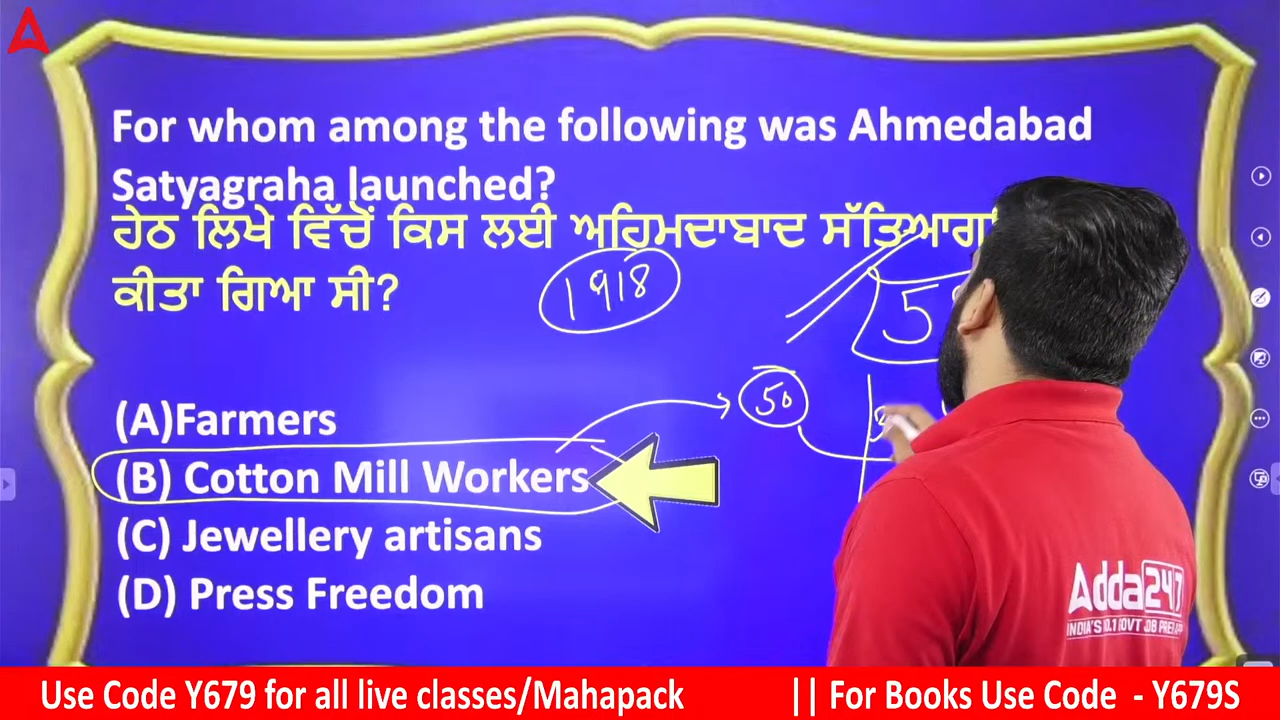 For whom among the following was Ahmedabad
Satyagraha launched?
ਹੇਠ ਲਿਖੇ ਵਿੱਚੋਂ ਕਿਸ ਲਈ ਅਹਿਮਦਾਬਾਦ
ਕੀਤਾ ਗਿਆ ਸੀ?
1918
50
(A)Farmers
(B) Cotton Mill Workers
(C) Jewellery artisans
(D) Press Freedom
Adda247
Use Code Y679 for all live classes/Mahapack || For Books Use Code - Y679S